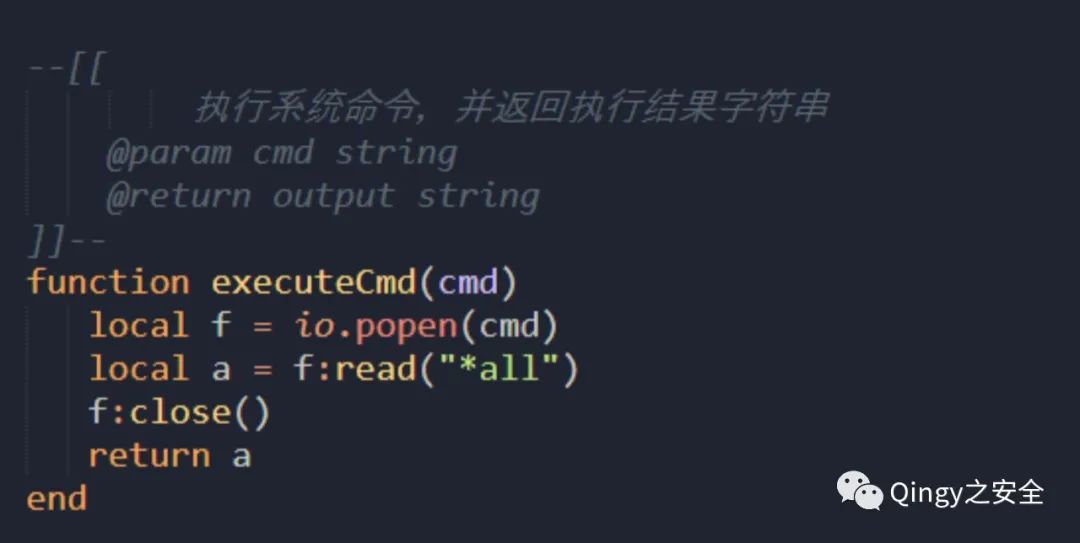 --[[
执行系统命令，并返回执行结果字符串
@param cmd string
@return output string
]]--
function executeCmd(cmd)
local f = io.popen(cmd)
local a = f:read("*all")
f:close()
return a
end
Qingy之安全